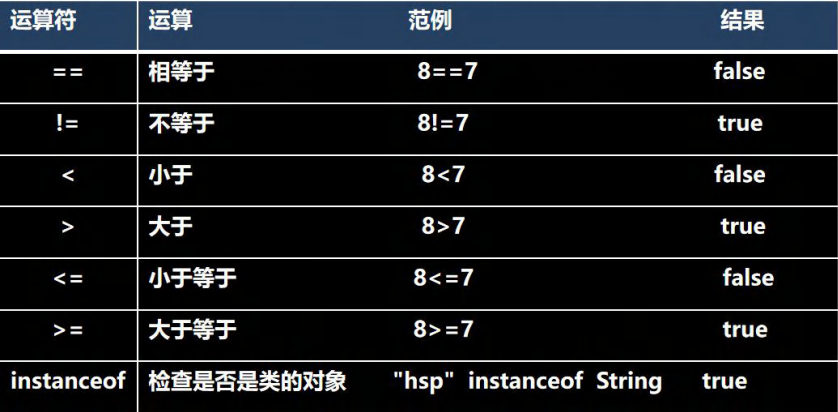 运算符 运算 范例 结果
== 相等于 8==7 false
!= 不等于 8!=7 true
< 小于 8<7 false
> 大于 8>7 true
<= 小于等于 8<=7 false
>= 大于等于 8>=7 true
instanceof 检查是否是类的对象 "hsp" instanceof String true